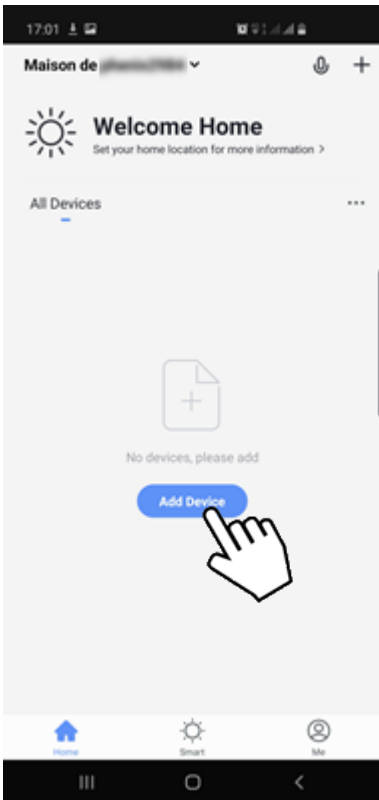 17:01
Maison de
Welcome Home
Set your home location for more information >
All Devices
No devices, please add
Add Device
Home
Smart
Me